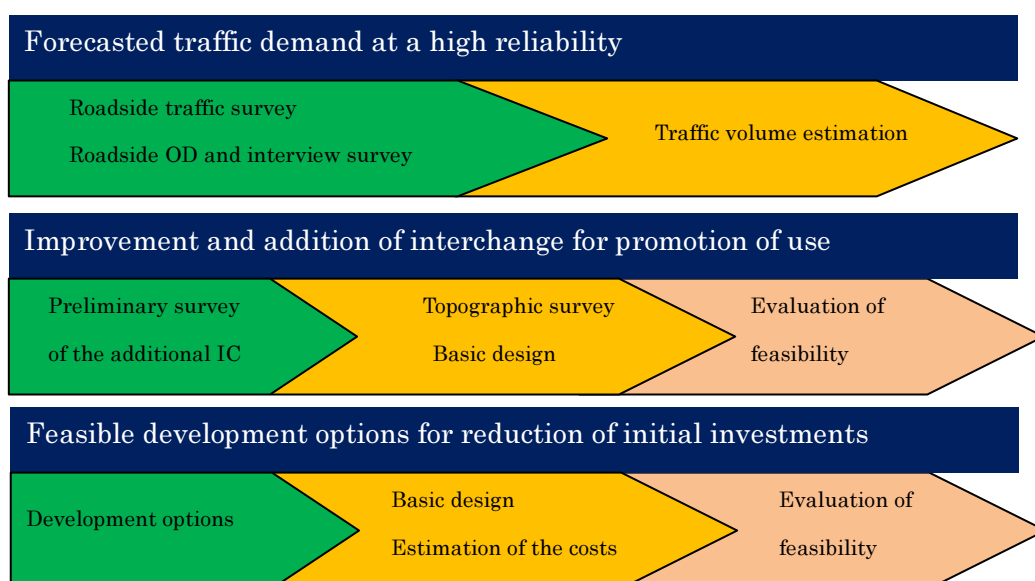 Forecasted traffic demand at a high reliability
Roadside traffic survey
Roadside OD and interview survey
Traffic volume estimation
Improvement and addition of interchange for promotion of use
Preliminary survey
of the additional IC
Topographic survey
Basic design
Evaluation of
feasibility
Feasible development options for reduction of initial investments
Development options
Basic design
Estimation of the costs
Evaluation of
feasibility